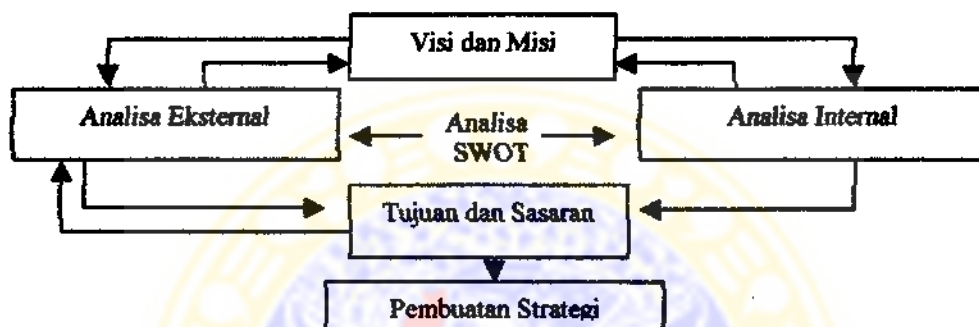 Visi dan Misi
Analisa Eksternal
Analisa
SWOT
Analisa Internal
Tujuan dan Sasaran
Pembuatan Strategi